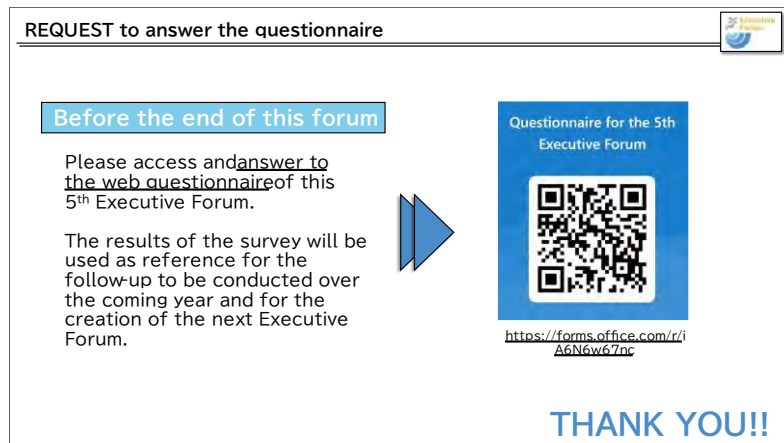 REQUEST to answer the questionnaire
Executive
Forum
Before the end of this forum
Please access andanswer to
the web questionnaireof this
5th Executive Forum.
The results of the survey will be
used as reference for the
follow-up to be conducted over
the coming year and for the
creation of the next Executive
Forum.
Questionnaire for the 5th
Executive Forum
https://forms.office.com/r/i
A6N6w67nc
THANK YOU!!